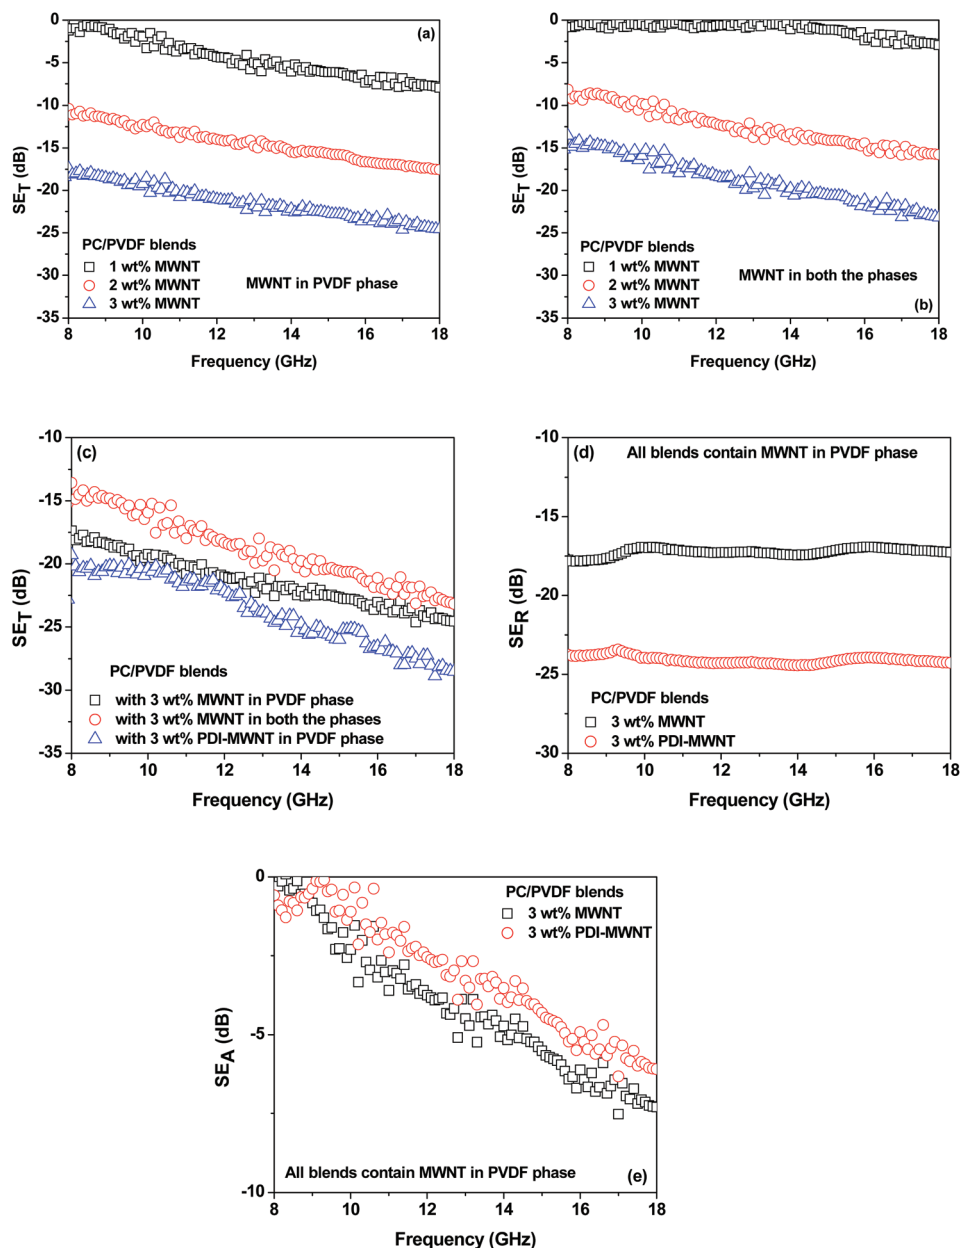 (a)
0
-5
-10
-15
-20
-25
-30
-35
SE_T (dB)
PC/PVDF blends
1 wt% MWNT
2 wt% MWNT
3 wt% MWNT
MWNT in PVDF phase
8 10 12 14 16 18
Frequency (GHz)
0
-5
-10
-15
-20
-25
-30
-35
SE_T (dB)
PC/PVDF blends
1 wt% MWNT
2 wt% MWNT
3 wt% MWNT
MWNT in both the phases
(b)
8 10 12 14 16 18
Frequency (GHz)
(c)
-10
-15
-20
-25
-30
-35
SE_T (dB)
PC/PVDF blends
with 3 wt% MWNT in PVDF phase
with 3 wt% MWNT in both the phases
with 3 wt% PDI-MWNT in PVDF phase
8 10 12 14 16 18
Frequency (GHz)
(d) All blends contain MWNT in PVDF phase
-10
-15
-20
-25
-30
SE_R (dB)
PC/PVDF blends
3 wt% MWNT
3 wt% PDI-MWNT
8 10 12 14 16 18
Frequency (GHz)
0
-5
-10
SE_A (dB)
PC/PVDF blends
3 wt% MWNT
3 wt% PDI-MWNT
All blends contain MWNT in PVDF phase (e)
8 10 12 14 16 18
Frequency (GHz)